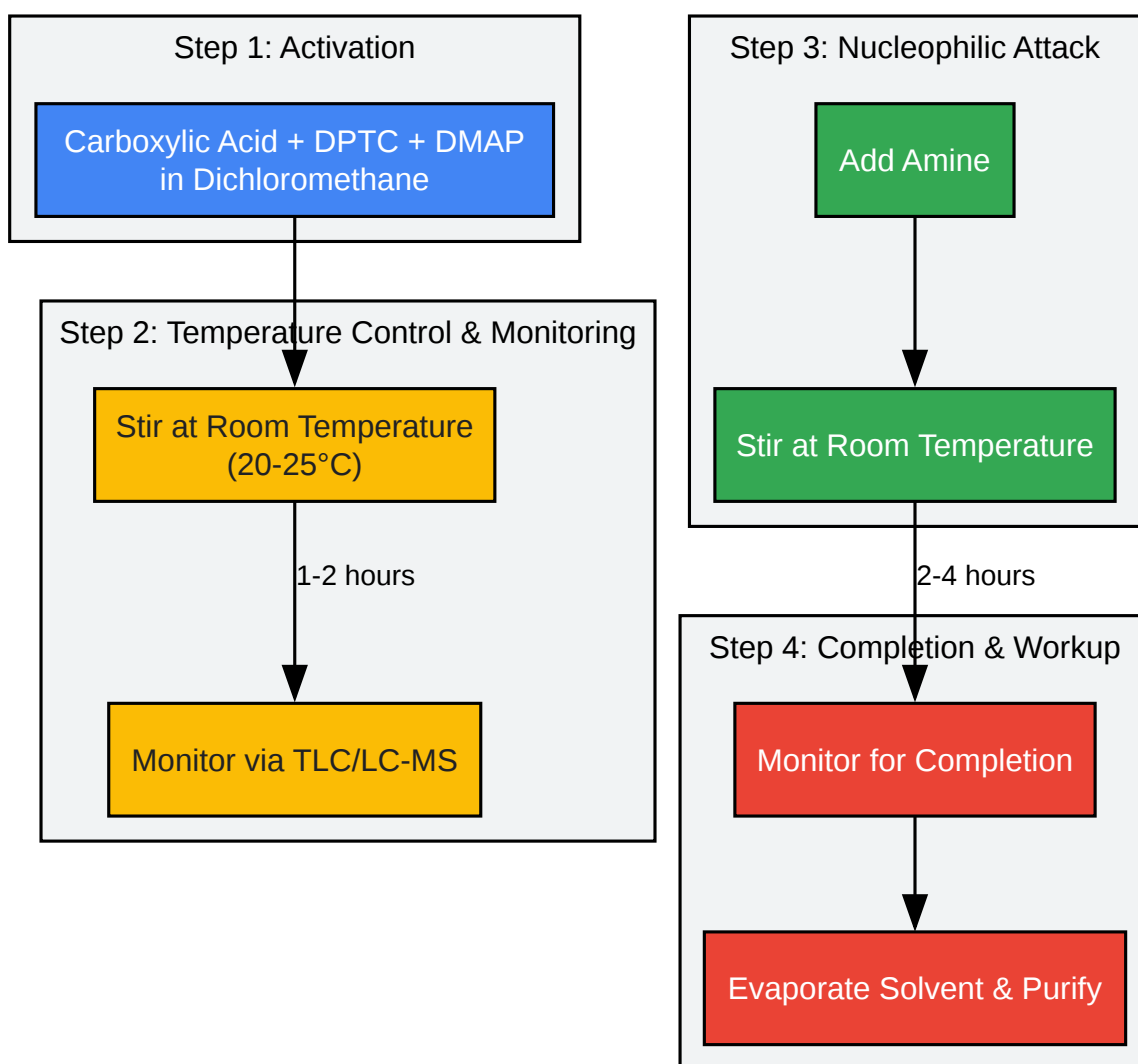 Step 1: Activation
Carboxylic Acid + DPTC + DMAP
in Dichloromethane
Step 2: Temperature Control & Monitoring
Stir at Room Temperature
(20-25°C)
1-2 hours
Monitor via TLC/LC-MS
Step 3: Nucleophilic Attack
Add Amine
Stir at Room Temperature
2-4 hours
Step 4: Completion & Workup
Monitor for Completion
Evaporate Solvent & Purify